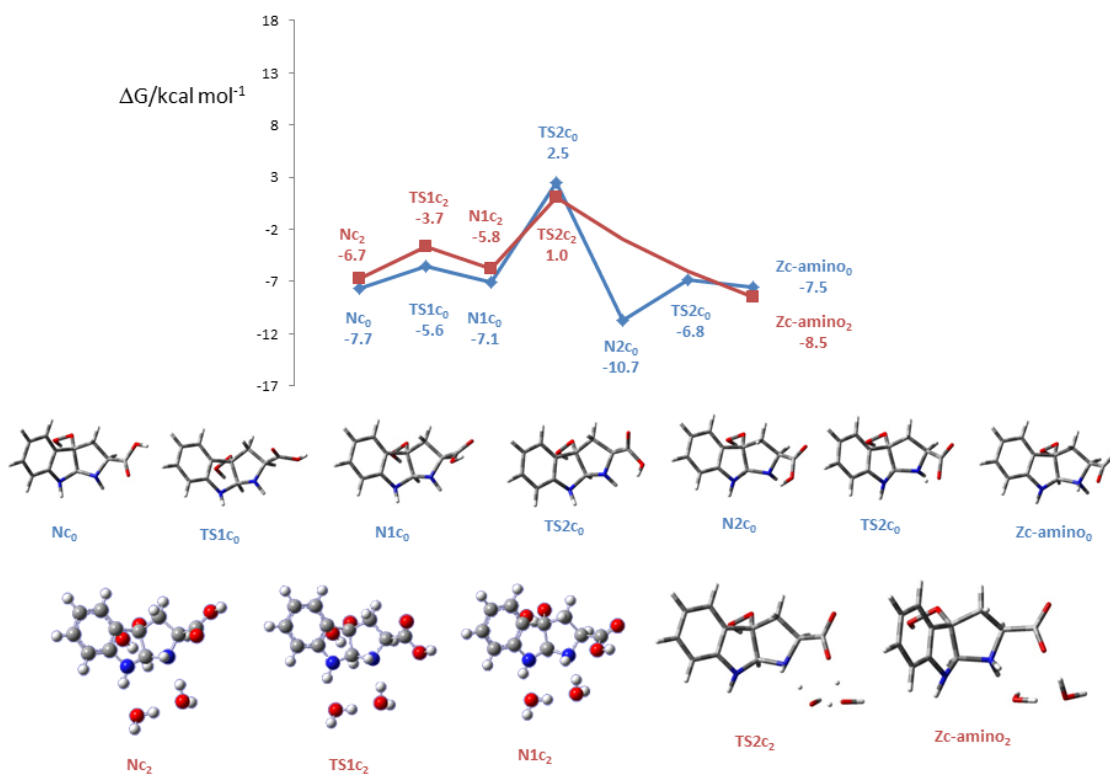 18
13
8
3
-2
-7
-12
-17
ΔG/kcal mol⁻¹
TS2c₀
2.5
TS1c₂
-3.7
N1c₂
-5.8
Nc₂
-6.7
TS2c₂
1.0
Zc-amino₀
-7.5
Nc₀
-7.7
TS1c₀
-5.6
N1c₀
-7.1
N2c₀
-10.7
TS2c₀
-6.8
Zc-amino₂
-8.5
Nc₀
TS1c₀
N1c₀
TS2c₀
N2c₀
TS2c₀
Zc-amino₀
Nc₂
TS1c₂
N1c₂
TS2c₂
Zc-amino₂